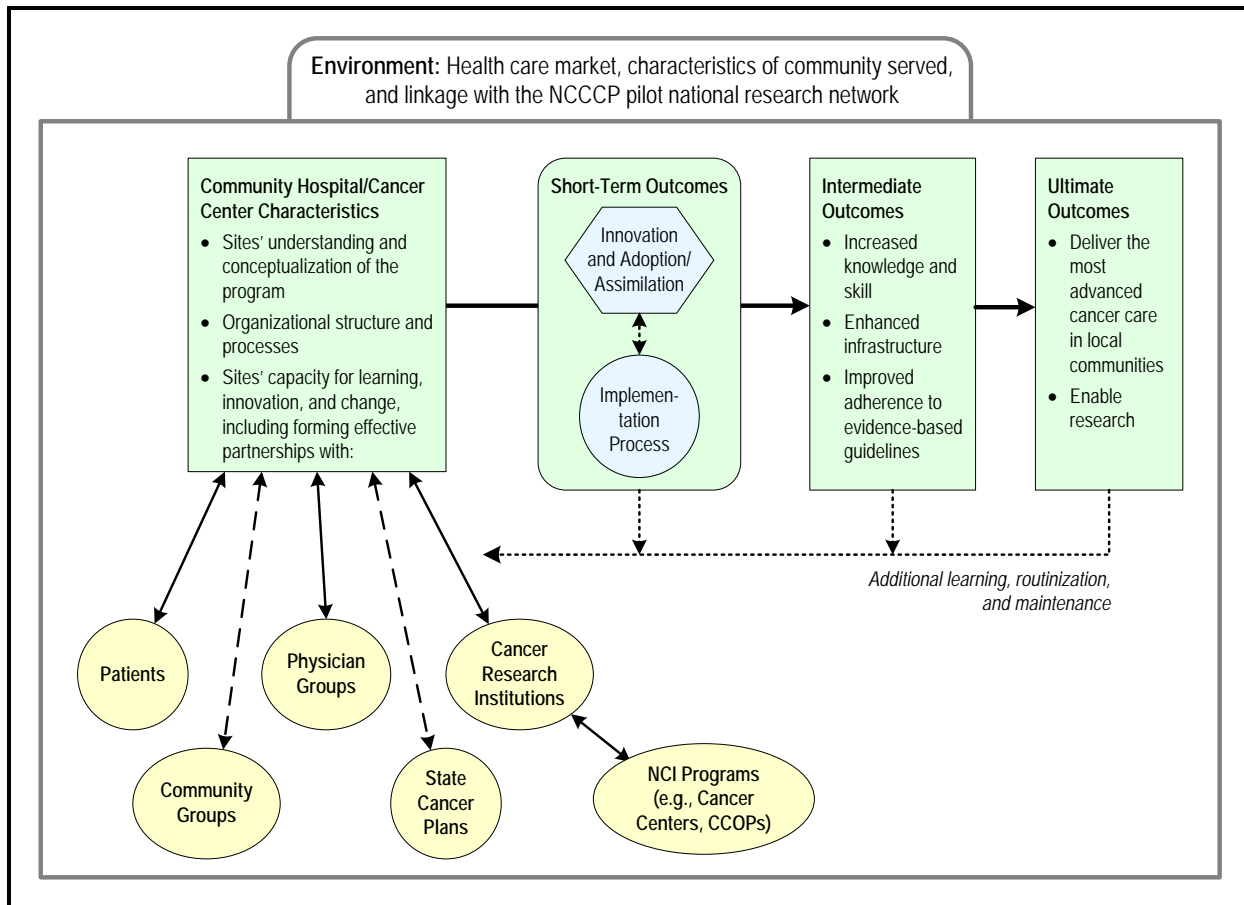 Environment: Health care market, characteristics of community served,
and linkage with the NCCCP pilot national research network
Community Hospital/Cancer
Center Characteristics
• Sites' understanding and
conceptualization of the
program
• Organizational structure and
processes
• Sites' capacity for learning,
innovation, and change,
including forming effective
partnerships with:
Short-Term Outcomes
Innovation
and Adoption/
Assimilation
Implemen-
tation
Process
Intermediate
Outcomes
• Increased
knowledge and
skill
• Enhanced
infrastructure
• Improved
adherence to
evidence-based
guidelines
Ultimate
Outcomes
• Deliver the
most
advanced
cancer care
in local
communities
• Enable
research
Additional learning, routinization,
and maintenance
Patients
Physician
Groups
Cancer
Research
Institutions
Community
Groups
State
Cancer
Plans
NCI Programs
(e.g., Cancer
Centers, CCOPs)